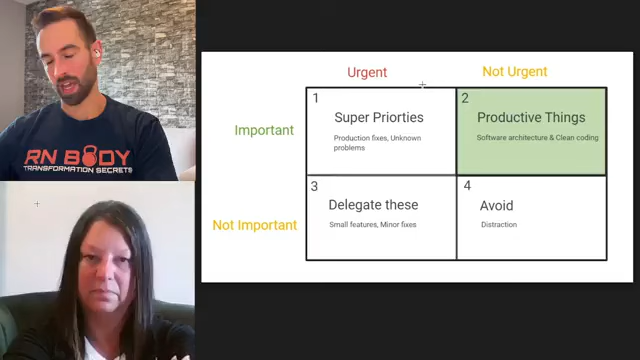 RN BODY
TRANSFORMATION SECRETS
Urgent
Not Urgent
Important
1
Super Priorties
Production fixes, Unknown
problems
2
Productive Things
Software architecture & Clean coding
Not Important
3
Delegate these
Small features, Minor fixes
4
Avoid
Distraction